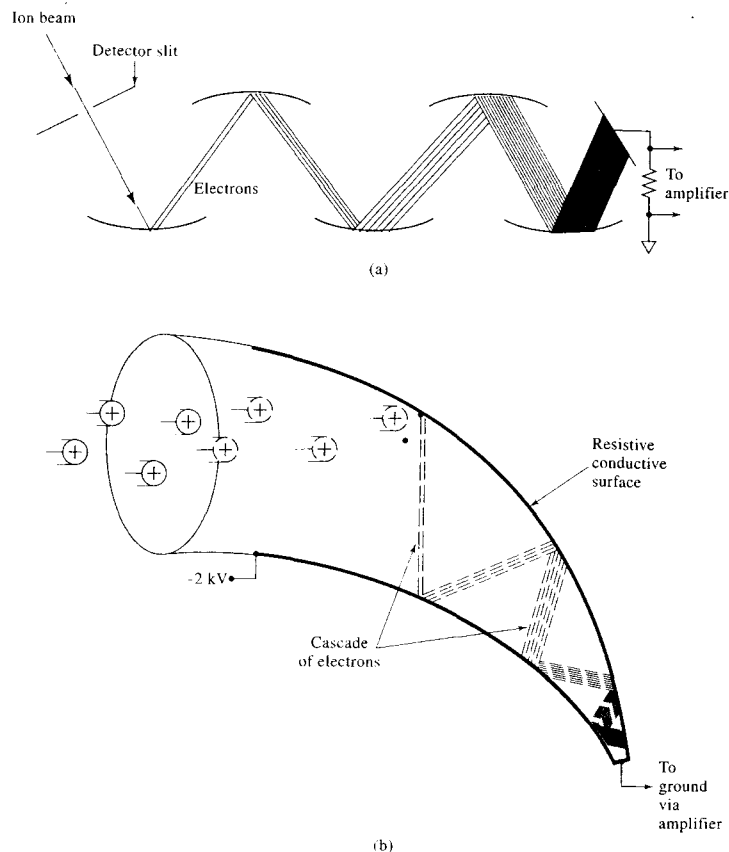 Ion beam
Detector slit
Electrons
To
amplifier
(a)
+
+
+
+
+
+
+
+
Resistive
conductive
surface
-2 kV
Cascade
of electrons
To
ground
via
amplifier
(b)